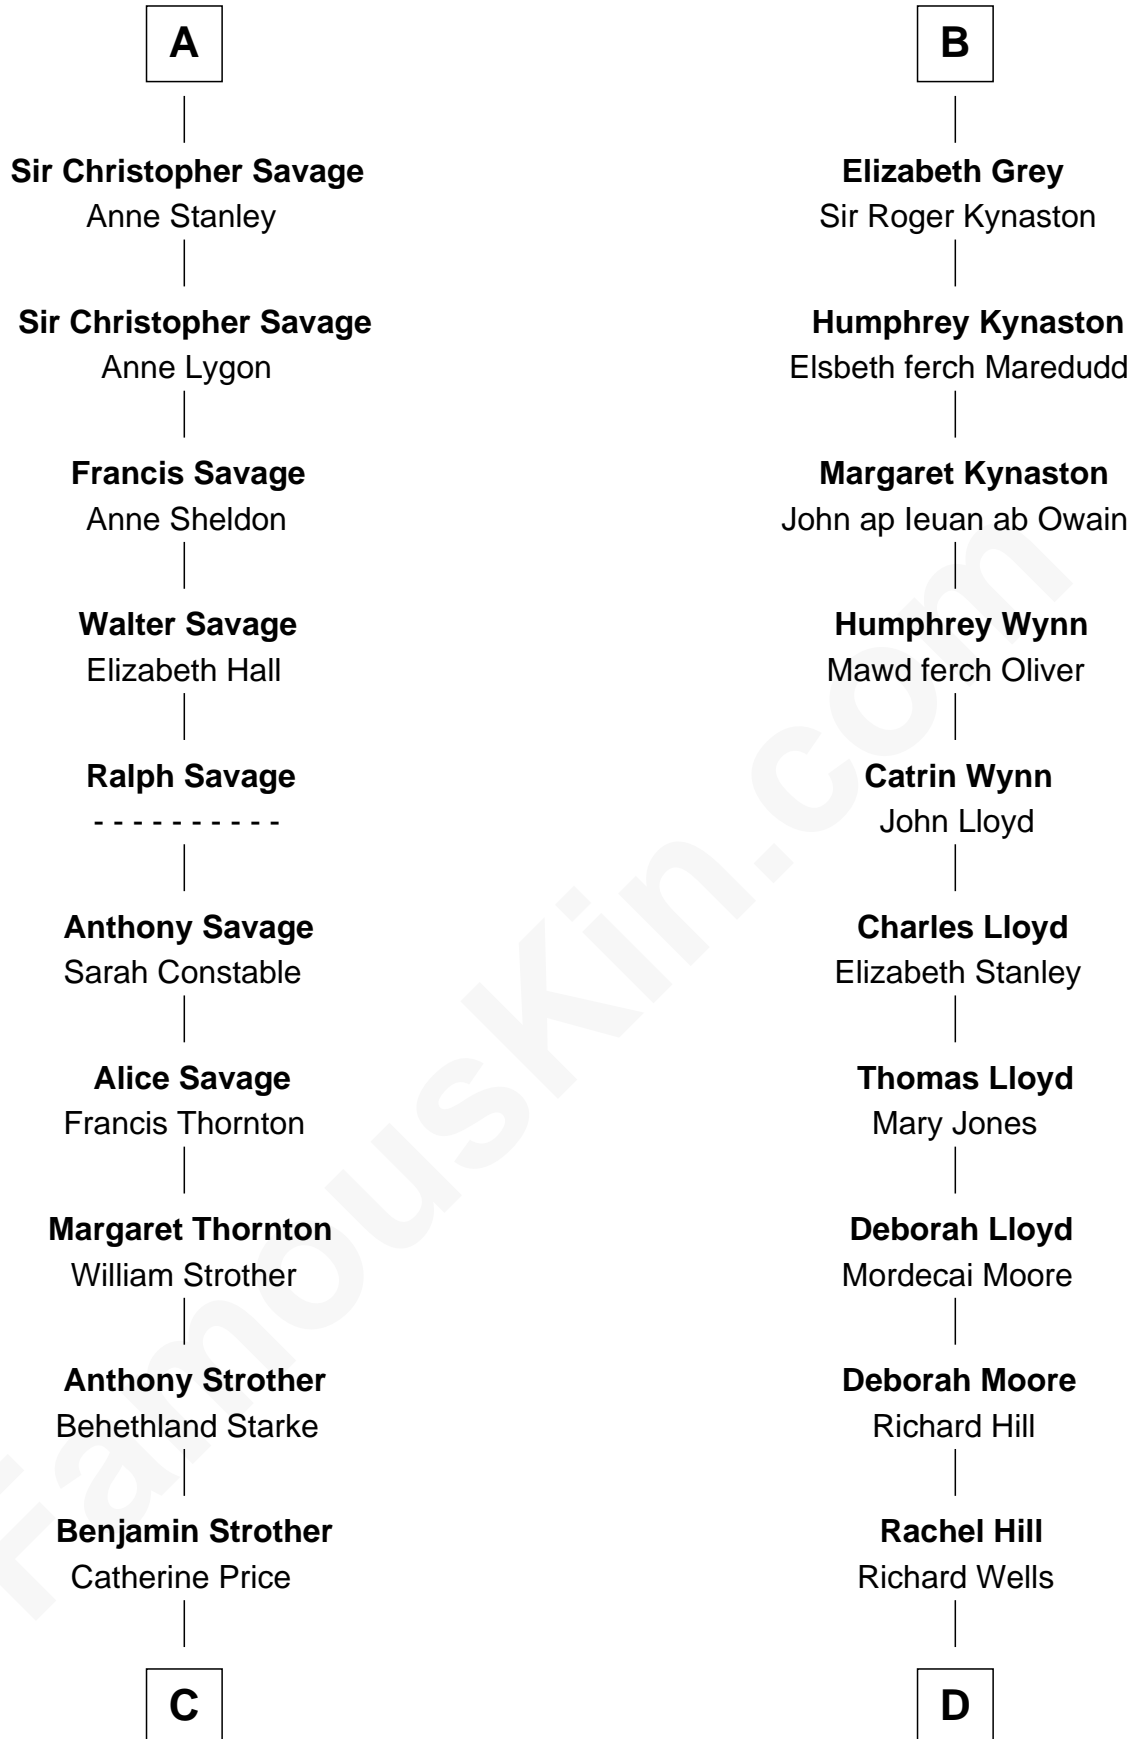 A
Sir Christopher Savage
Anne Stanley
Sir Christopher Savage
Anne Lygon
Francis Savage
Anne Sheldon
Walter Savage
Elizabeth Hall
Ralph Savage
- - - - - - - - - -
Anthony Savage
Sarah Constable
Alice Savage
Francis Thornton
Margaret Thornton
William Strother
Anthony Strother
Behethland Starke
Benjamin Strother
Catherine Price
C
B
Elizabeth Grey
Sir Roger Kynaston
Humphrey Kynaston
Elsbeth ferch Maredudd
Margaret Kynaston
John ap Ieuan ab Owain
Humphrey Wynn
Mawd ferch Oliver
Catrin Wynn
John Lloyd
Charles Lloyd
Elizabeth Stanley
Thomas Lloyd
Mary Jones
Deborah Lloyd
Mordecai Moore
Deborah Moore
Richard Hill
Rachel Hill
Richard Wells
D
FamousKin.com